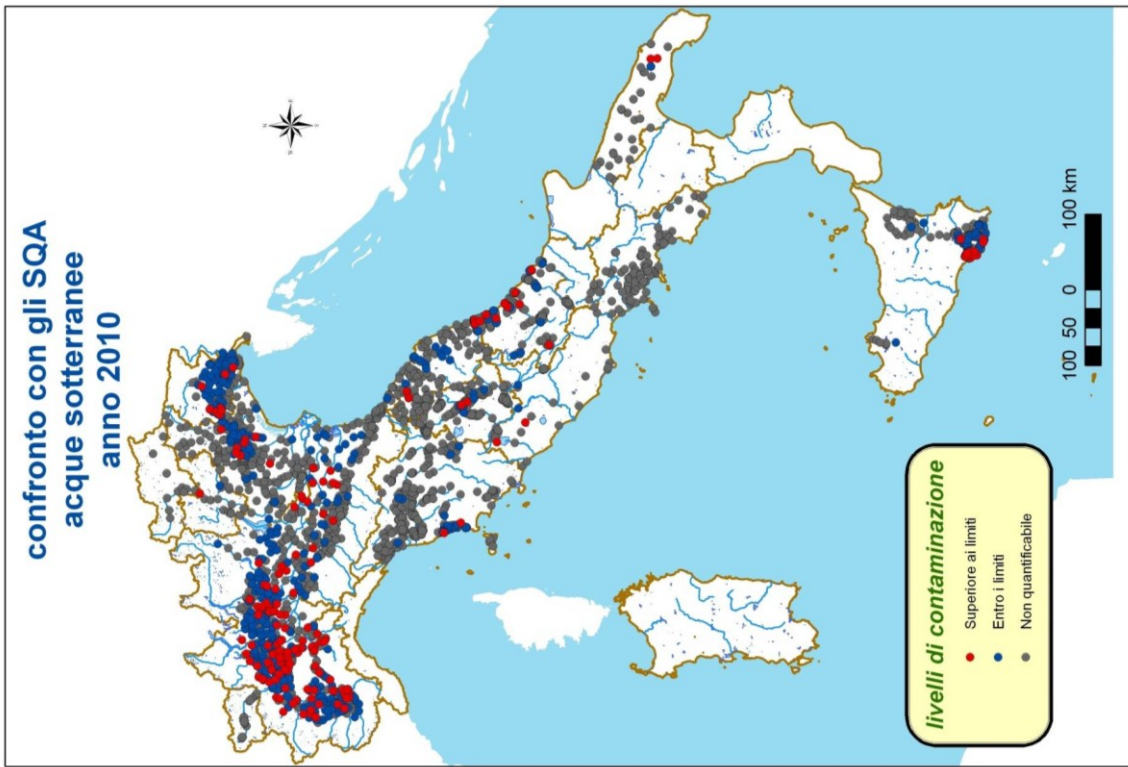 confronto con gli SQA
acque sotterranee
anno 2010
livelli di contaminazione
Superiore ai limiti
Entro i limiti
Non quantificabile
100 50 0 100 km